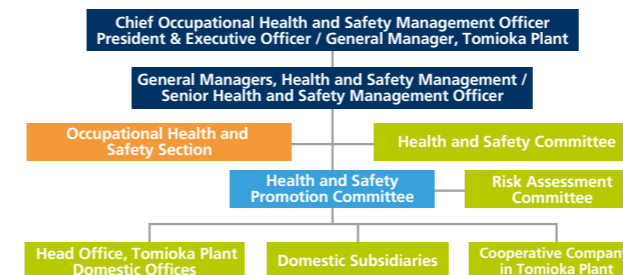 Chief Occupational Health and Safety Management Officer
President & Executive Officer / General Manager, Tomioka Plant
General Managers, Health and Safety Management /
Senior Health and Safety Management Officer
Occupational Health and
Safety Section
Health and Safety Committee
Health and Safety
Promotion Committee
Risk Assessment
Committee
Head Office, Tomioka Plant
Domestic Offices
Domestic Subsidiaries
Cooperative Company
in Tomioka Plant